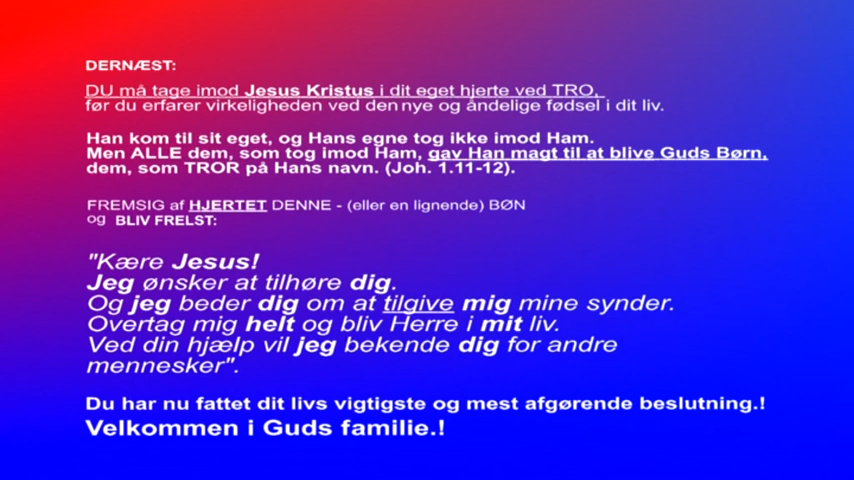 DERNÆST:
DU må tage imod Jesus Kristus i dit eget hjerte ved TRO,
før du erfarer virkeligheden ved den nye og åndelige fødsel i dit liv.
Han kom til sit eget, og Hans egne tog ikke imod Ham.
Men ALLE dem, som tog imod Ham, gav Han magt til at blive Guds Børn,
dem, som TROR på Hans navn. (Joh. 1.11-12).
FREMSIG af HJERTET DENNE - (eller en lignende) BØN
og BLIV FRELST:
"Kære Jesus!
Jeg ønsker at tilhøre dig.
Og jeg beder dig om at tilgive mig mine synder.
Overtag mig helt og bliv Herre i mit liv.
Ved din hjælp vil jeg bekende dig for andre
mennesker".
Du har nu fattet dit livs vigtigste og mest afgørende beslutning.!
Velkommen i Guds familie.!